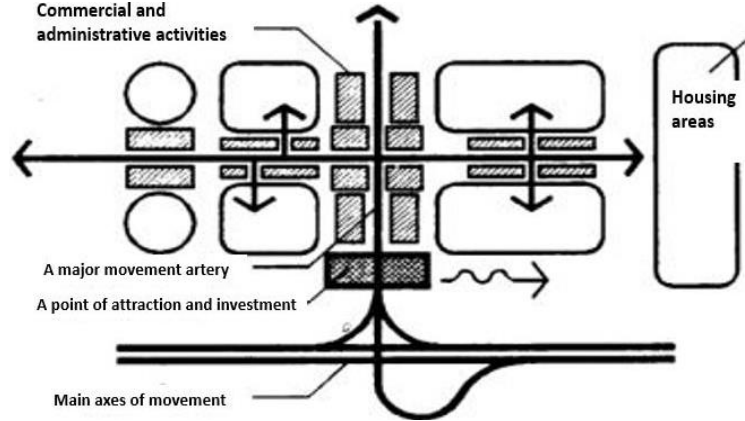 Commercial and
administrative activities
Housing
areas
A major movement artery
A point of attraction and investment
Main axes of movement